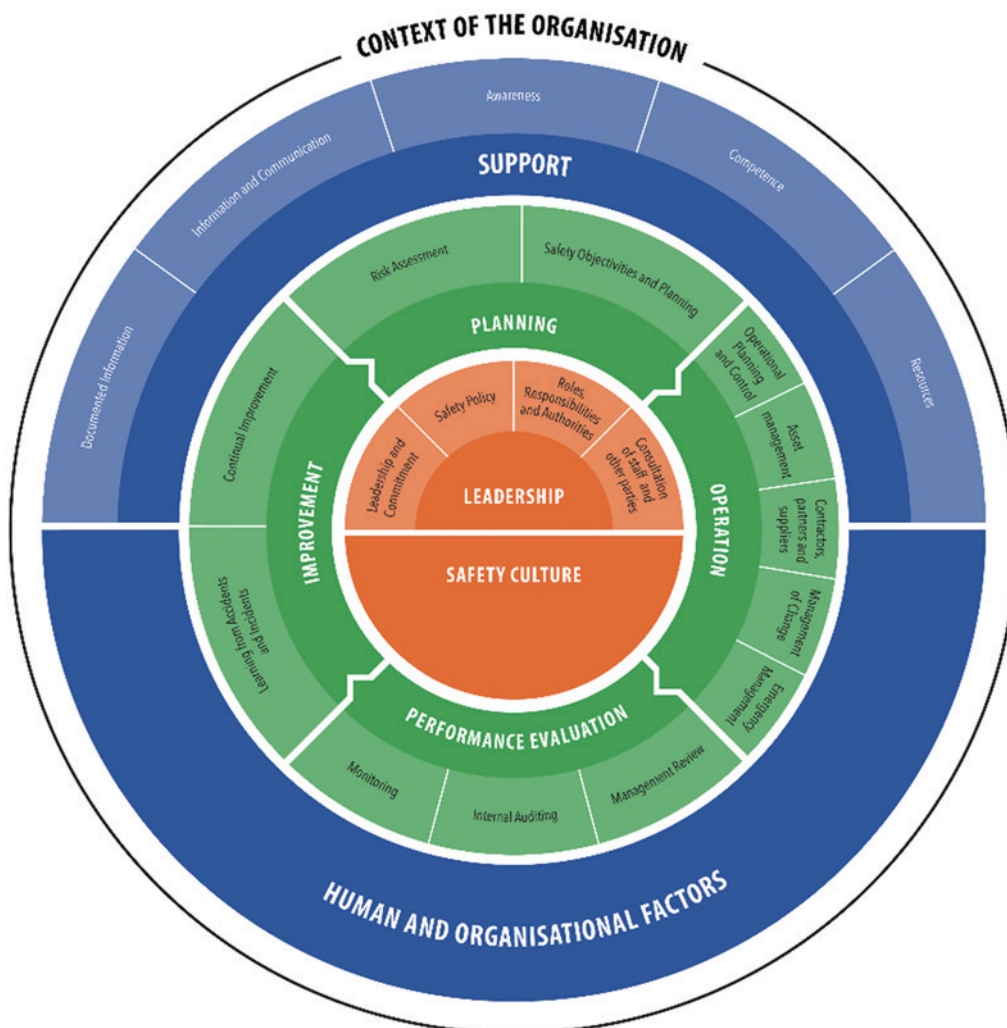 CONTEXT OF THE ORGANISATION
Awareness
Information and Communication
Competence
Documented Information
Resources
SUPPORT
Risk Assessment
Safety Objectivities and Planning
PLANNING
Operational
Planning
and Control
Asset
management
Contractors,
partners and
suppliers
Management
of Change
Emergency
Management
OPERATION
Continual Improvement
Learning from Accidents
and Incidents
IMPROVEMENT
Safety Policy
Roles,
Responsibilities
and Authorities
Leadership and
Commitment
Consultation
of staff and
other parties
LEADERSHIP
SAFETY CULTURE
PERFORMANCE EVALUATION
Monitoring
Internal Auditing
Management Review
HUMAN AND ORGANISATIONAL FACTORS